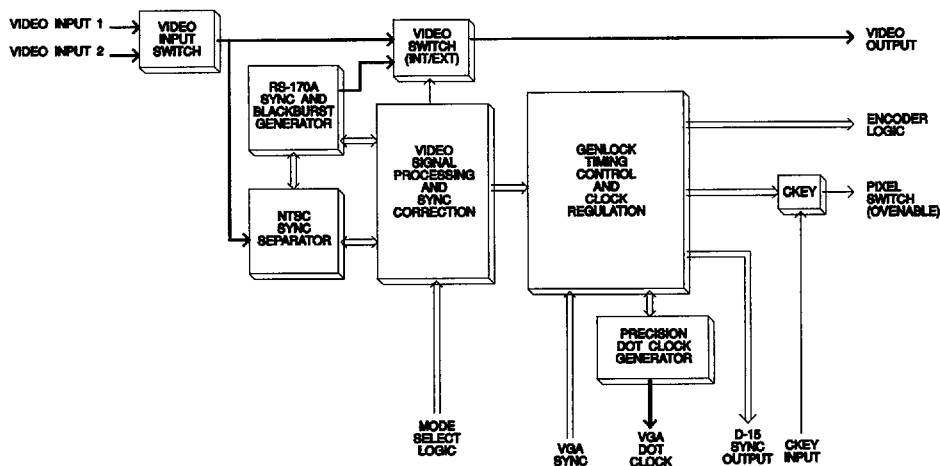 VIDEO INPUT 1
VIDEO INPUT 2
VIDEO
INPUT
SWITCH
VIDEO
SWITCH
(INT/EXT)
VIDEO
OUTPUT
RS-170A
SYNC AND
BLACKBURST
GENERATOR
VIDEO
SIGNAL
PROCESSING
AND
SYNC
CORRECTION
GENLOCK
TIMING
CONTROL
AND
CLOCK
REGULATION
ENCODER
LOGIC
CKEY
PIXEL
SWITCH
(OVENABLE)
NTSC
SYNC
SEPARATOR
PRECISION
DOT CLOCK
GENERATOR
MODE
SELECT
LOGIC
VGA
SYNC
VGA
DOT
CLOCK
D-15
SYNC
OUTPUT
CKEY
INPUT